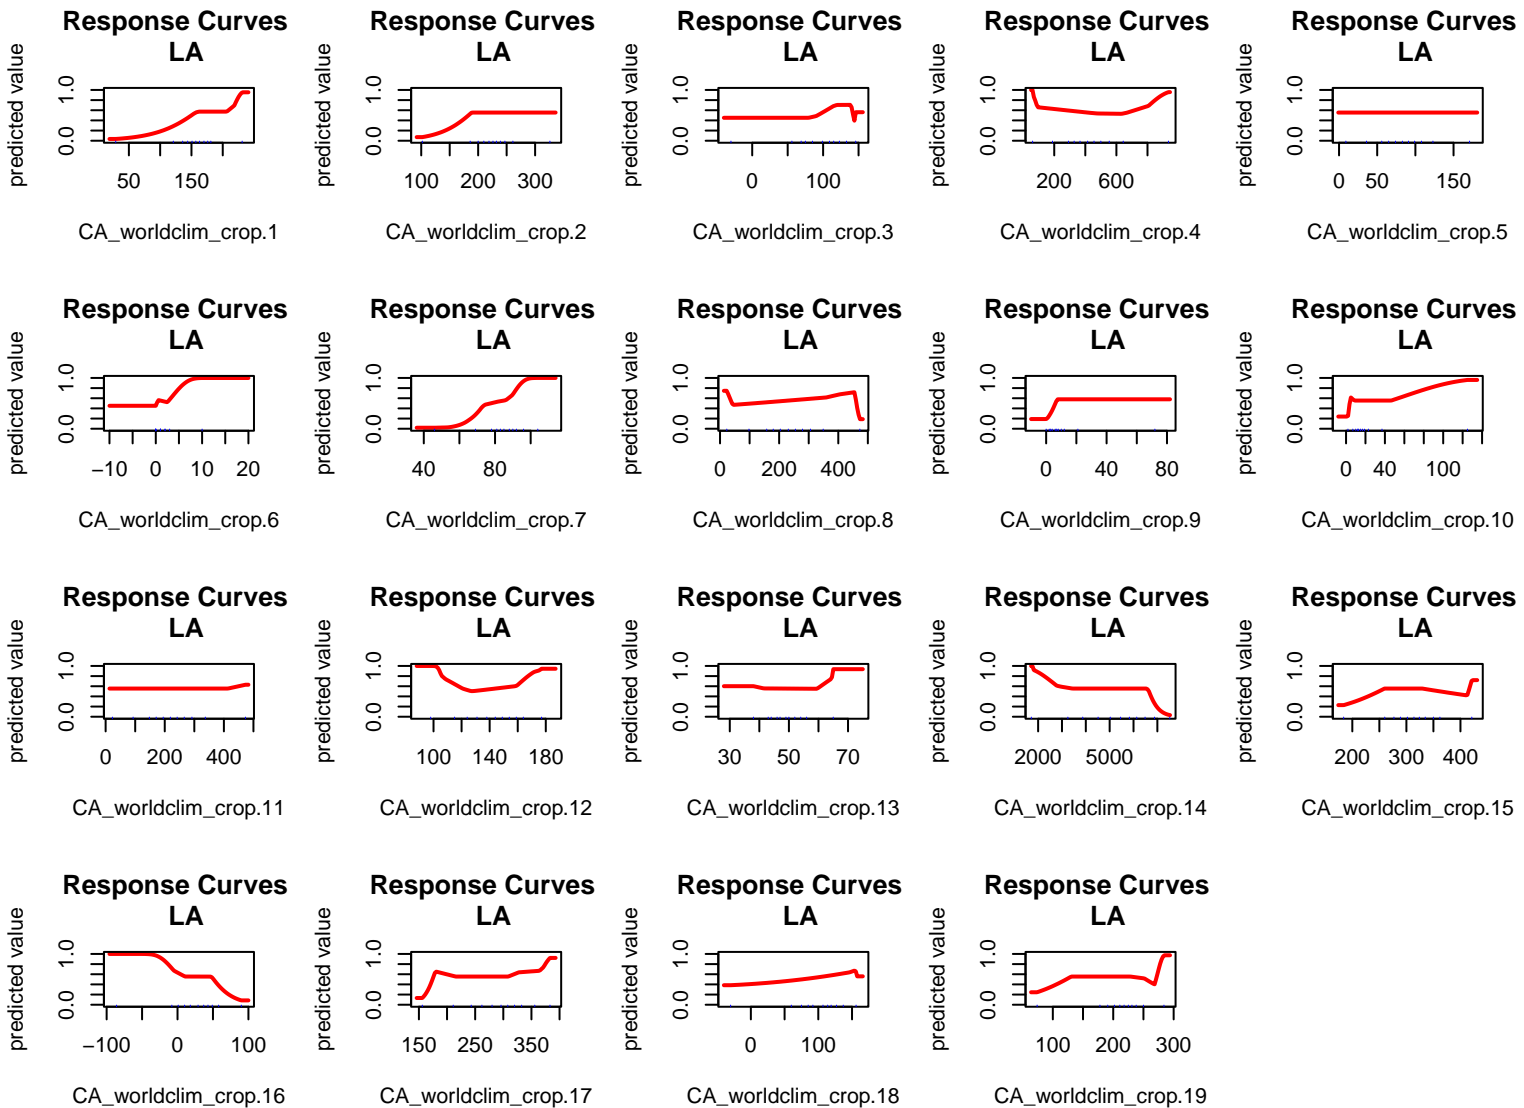 Response Curves
LA
predicted value
0.0 1.0
50 150
CA_worldclim_crop.1
Response Curves
LA
predicted value
0.0 1.0
100 200 300
CA_worldclim_crop.2
Response Curves
LA
predicted value
0.0 1.0
0 100
CA_worldclim_crop.3
Response Curves
LA
predicted value
0.0 1.0
200 600
CA_worldclim_crop.4
Response Curves
LA
predicted value
0.0 1.0
0 50 150
CA_worldclim_crop.5
Response Curves
LA
predicted value
0.0 1.0
−10 0 10 20
CA_worldclim_crop.6
Response Curves
LA
predicted value
0.0 1.0
40 80
CA_worldclim_crop.7
Response Curves
LA
predicted value
0.0 1.0
0 200 400
CA_worldclim_crop.8
Response Curves
LA
predicted value
0.0 1.0
0 40 80
CA_worldclim_crop.9
Response Curves
LA
predicted value
0.0 1.0
0 40 100
CA_worldclim_crop.10
Response Curves
LA
predicted value
0.0 1.0
0 200 400
CA_worldclim_crop.11
Response Curves
LA
predicted value
0.0 1.0
100 140 180
CA_worldclim_crop.12
Response Curves
LA
predicted value
0.0 1.0
30 50 70
CA_worldclim_crop.13
Response Curves
LA
predicted value
0.0 1.0
2000 5000
CA_worldclim_crop.14
Response Curves
LA
predicted value
0.0 1.0
200 300 400
CA_worldclim_crop.15
Response Curves
LA
predicted value
0.0 1.0
−100 0 100
CA_worldclim_crop.16
Response Curves
LA
predicted value
0.0 1.0
150 250 350
CA_worldclim_crop.17
Response Curves
LA
predicted value
0.0 1.0
0 100
CA_worldclim_crop.18
Response Curves
LA
predicted value
0.0 1.0
100 200 300
CA_worldclim_crop.19